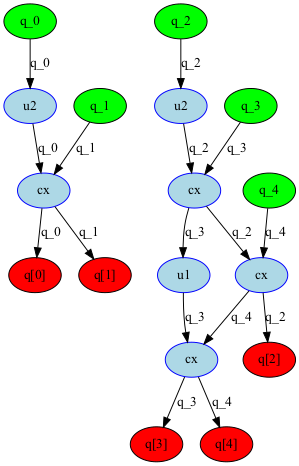 q_0 q_2
q_0 q_2
u2 q_1 u2 q_3
q_0 q_1 q_2 q_3
cx cx q_4
q_0 q_1 q_3 q_2 q_4
q[0] q[1] u1 cx
q_3 q_4 q_2
cx q[2]
q_3 q_4
q[3] q[4]